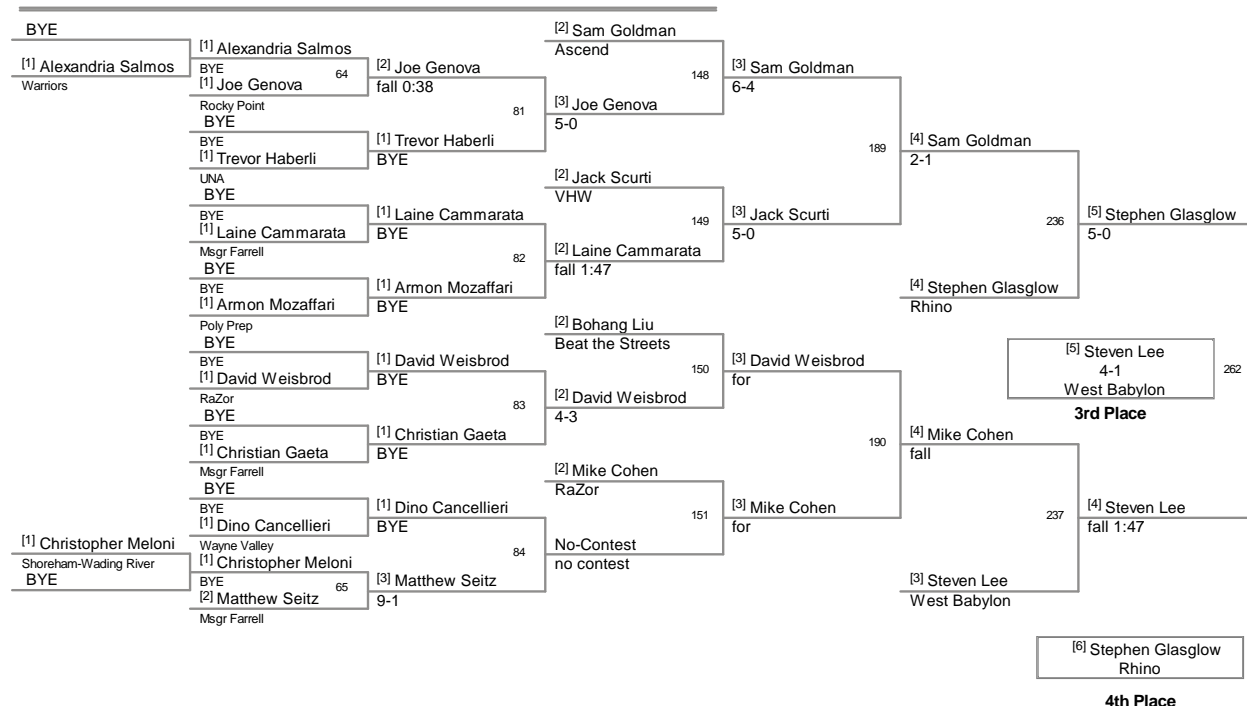 BYE
[1] Alexandria Salmos
Warriors
[1] Christopher Meloni
Shoreham-Wading River
BYE
[1] Alexandria Salmos
BYE
64
[1] Joe Genova
Rocky Point
BYE
BYE
[1] Trevor Haberli
UNA
BYE
BYE
[1] Laine Cammarata
Msgr Farrell
BYE
BYE
[1] Armon Mozaffari
Poly Prep
BYE
BYE
[1] David Weisbrod
RaZor
BYE
BYE
[1] Christian Gaeta
Msgr Farrell
BYE
BYE
[1] Dino Cancellieri
Wayne Valley
[1] Christopher Meloni
BYE
65
[2] Matthew Seitz
Msgr Farrell
[2] Joe Genova
fall 0:38
81
[1] Trevor Haberli
BYE
[1] Laine Cammarata
BYE
82
[1] Armon Mozaffari
BYE
[1] David Weisbrod
BYE
83
[1] Christian Gaeta
BYE
[1] Dino Cancellieri
BYE
84
[3] Matthew Seitz
9-1
[2] Sam Goldman
Ascend
148
[3] Joe Genova
5-0
[2] Jack Scurti
VHW
149
[2] Laine Cammarata
fall 1:47
[2] Bohang Liu
Beat the Streets
150
[2] David Weisbrod
4-3
[2] Mike Cohen
RaZor
151
No-Contest
no contest
[3] Sam Goldman
6-4
189
[3] Jack Scurti
5-0
[3] David Weisbrod
for
190
[3] Mike Cohen
for
[4] Sam Goldman
2-1
236
[4] Stephen Glasglow
Rhino
[4] Mike Cohen
fall
237
[3] Steven Lee
West Babylon
[5] Stephen Glasglow
5-0
[5] Steven Lee
4-1
262
West Babylon
3rd Place
[4] Steven Lee
fall 1:47
[6] Stephen Glasglow
Rhino
4th Place